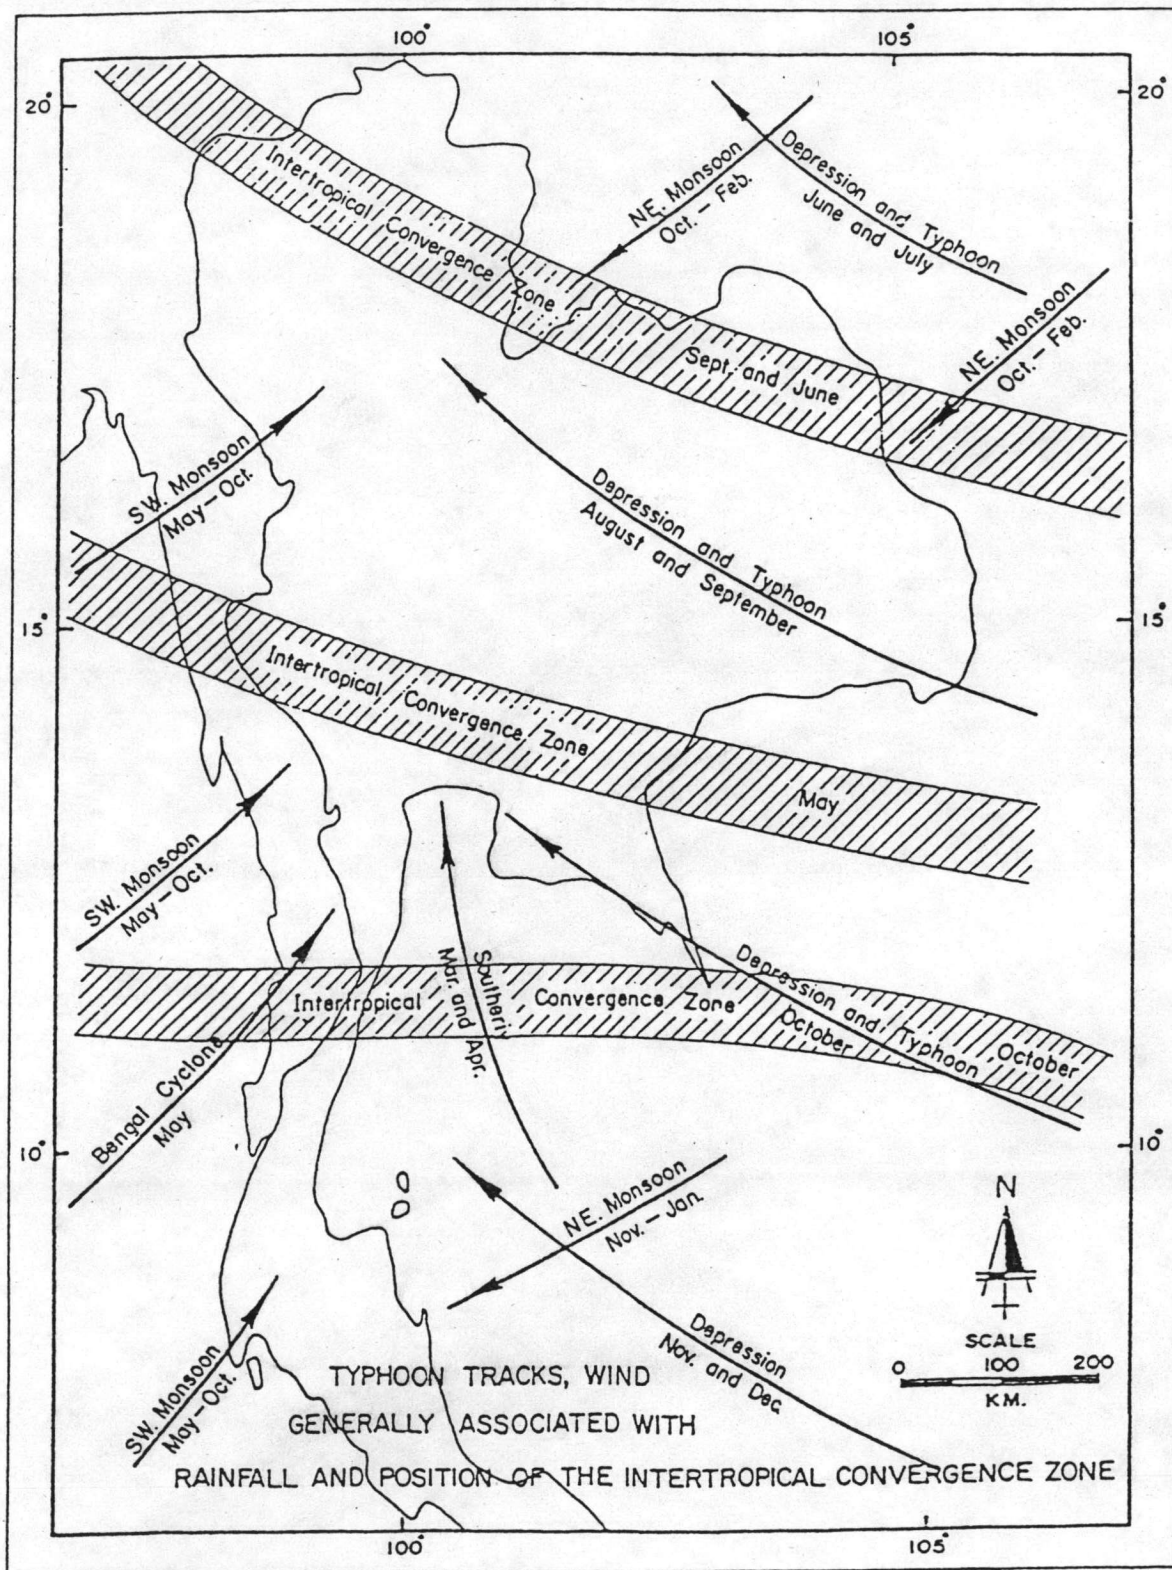 100°
105°
20°
20°
Intertropical Convergence Zone
Sept. and June
NE. Monsoon
Oct. – Feb.
Depression and Typhoon
June and July
NE. Monsoon
Oct. – Feb.
SW. Monsoon
May – Oct.
Depression and Typhoon
August and September
15°
15°
Intertropical Convergence Zone
May
SW. Monsoon
May – Oct.
Southern
Mar. and Apr.
Intertropical Convergence Zone October
Depression and Typhoon
October
Bengal Cyclone
May
10°
10°
NE. Monsoon
Nov. – Jan.
N
SCALE
0 100 200
KM.
Depression
Nov. and Dec.
SW. Monsoon
May – Oct.
TYPHOON TRACKS, WIND
GENERALLY ASSOCIATED WITH
RAINFALL AND POSITION OF THE INTERTROPICAL CONVERGENCE ZONE
100°
105°